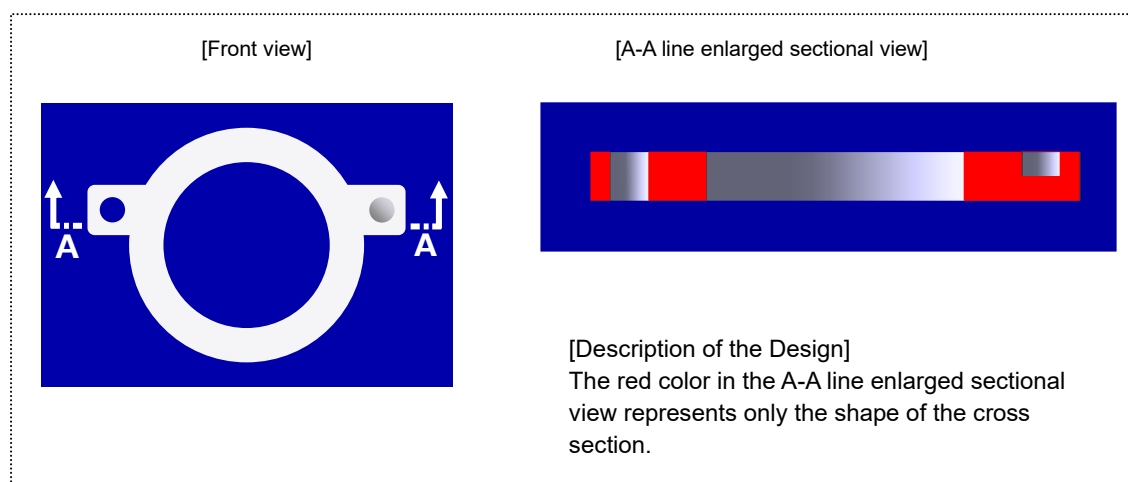 [Front view]
[A-A line enlarged sectional view]
A
A
[Description of the Design]
The red color in the A-A line enlarged sectional
view represents only the shape of the cross
section.